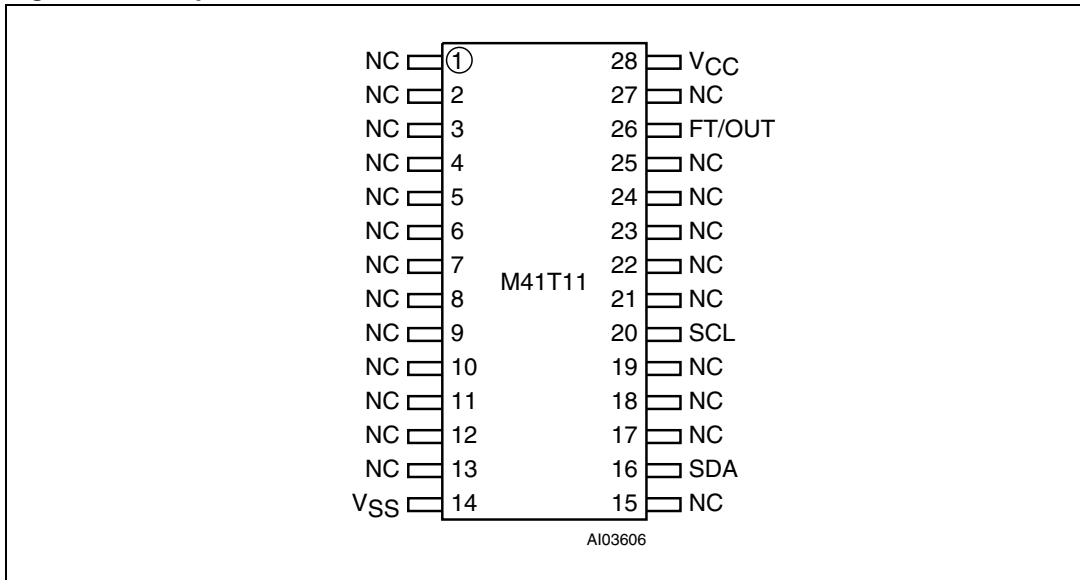 NC 1 28 VCC
NC 2 27 NC
NC 3 26 FT/OUT
NC 4 25 NC
NC 5 24 NC
NC 6 23 NC
NC 7 22 NC
M41T11
NC 8 21 NC
NC 9 20 SCL
NC 10 19 NC
NC 11 18 NC
NC 12 17 NC
NC 13 16 SDA
VSS 14 15 NC
AI03606